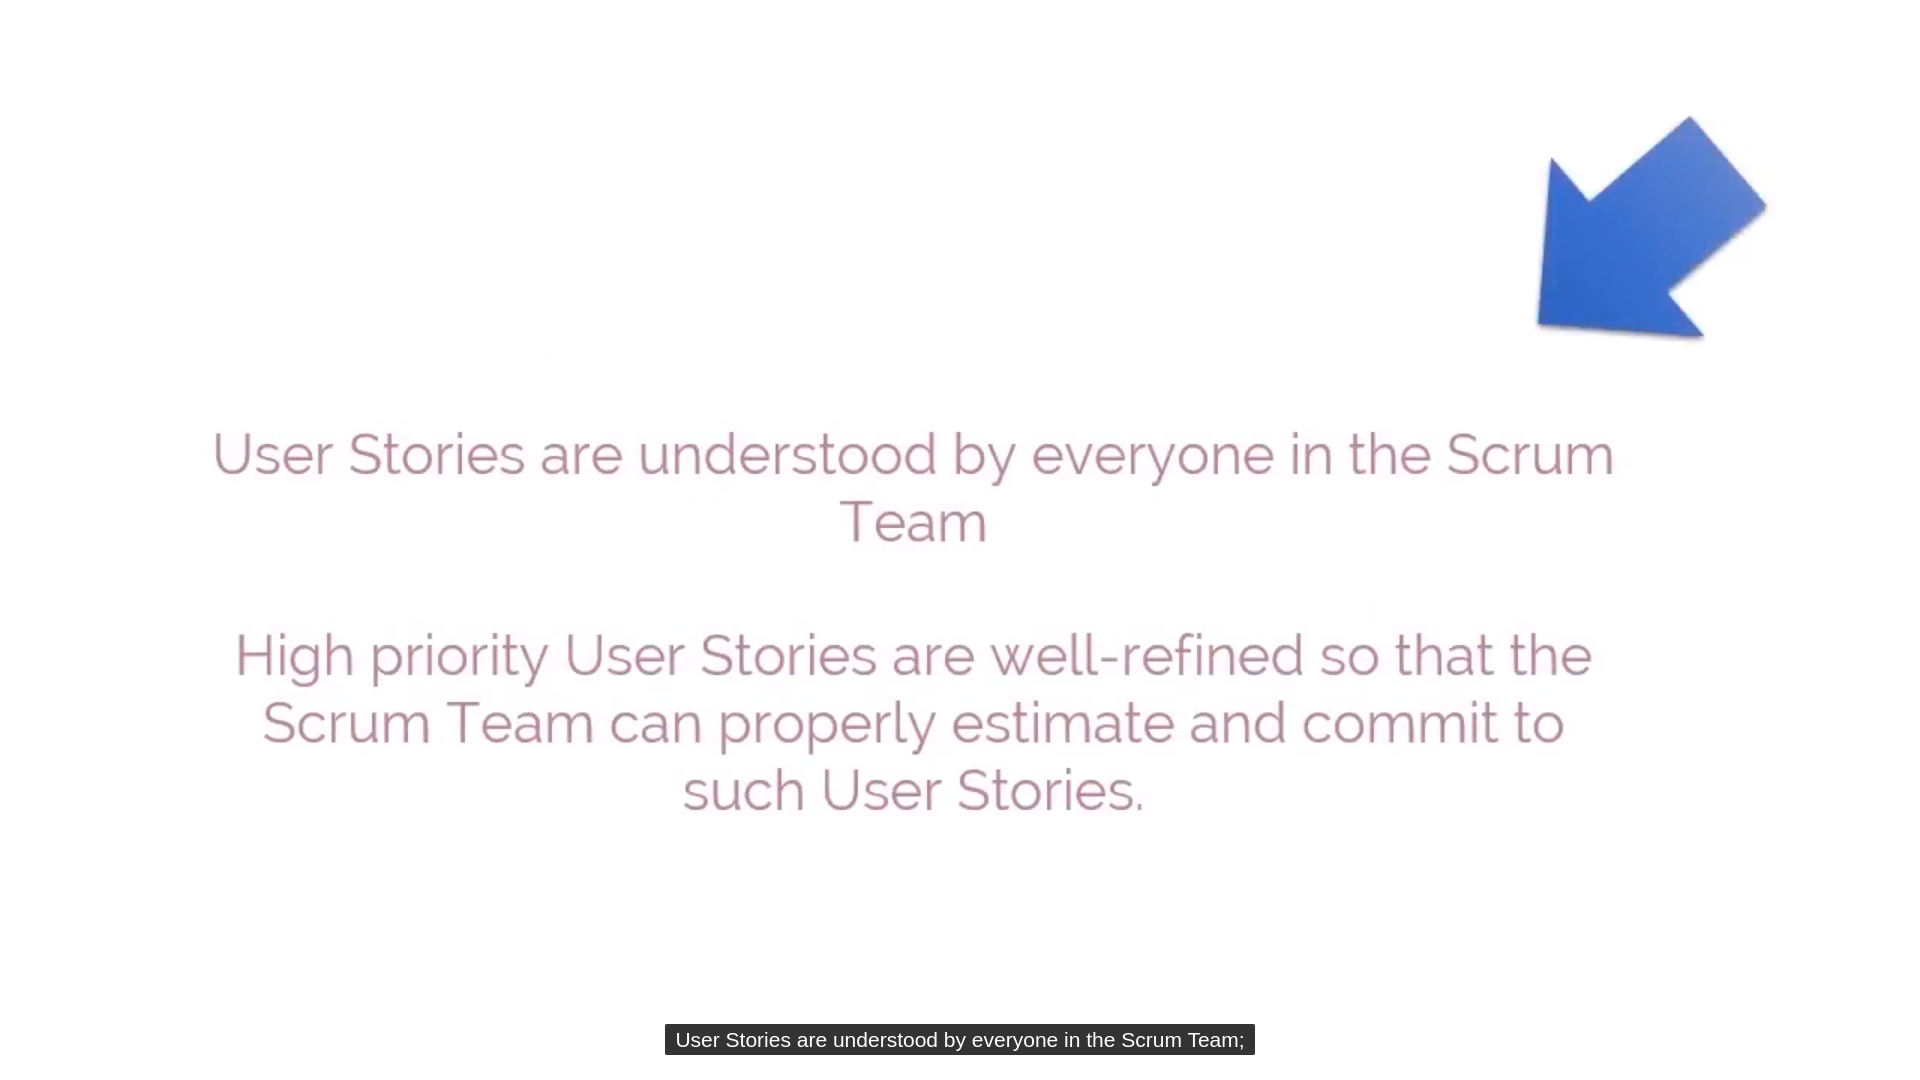 User Stories are understood by everyone in the Scrum
Team
High priority User Stories are well-refined so that the
Scrum Team can properly estimate and commit to
such User Stories.
User Stories are understood by everyone in the Scrum Team;